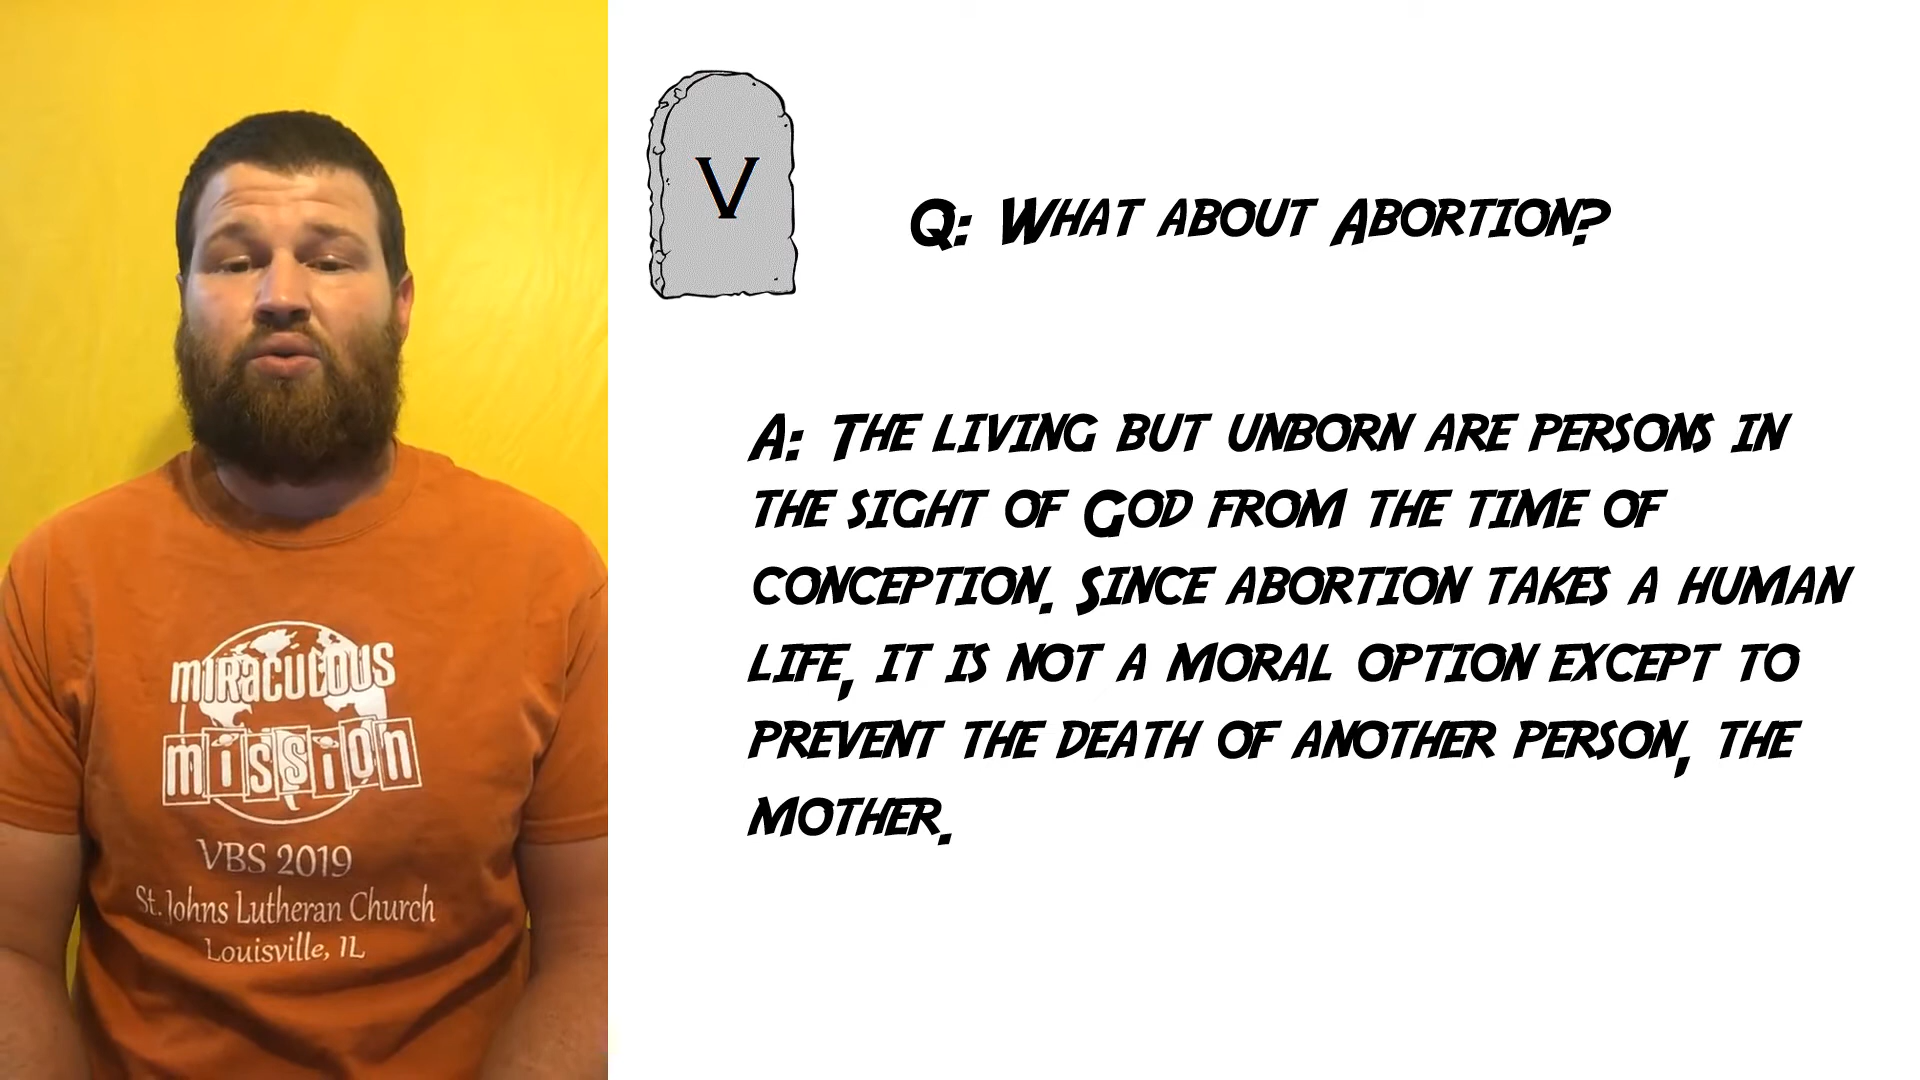 V
Q: What about Abortion?
A: The living but unborn are persons in
the sight of God from the time of
conception. Since abortion takes a human
life, it is not a moral option except to
prevent the death of another person, the
mother.
miraculous
mission
VBS 2019
St. Johns Lutheran Church
Louisville, IL